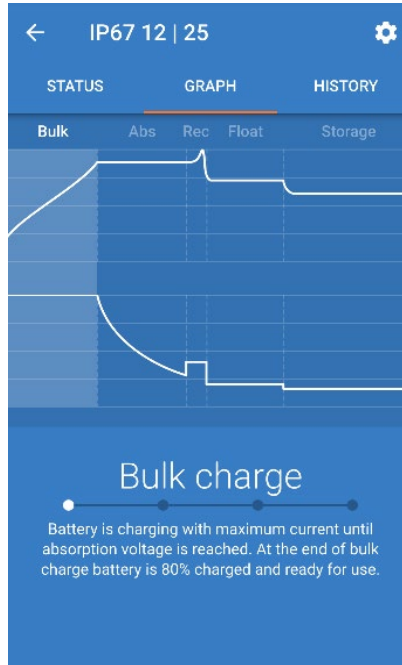 IP67 12 | 25
STATUS GRAPH HISTORY
Bulk Abs Rec Float Storage
Bulk charge
Battery is charging with maximum current until
absorption voltage is reached. At the end of bulk
charge battery is 80% charged and ready for use.